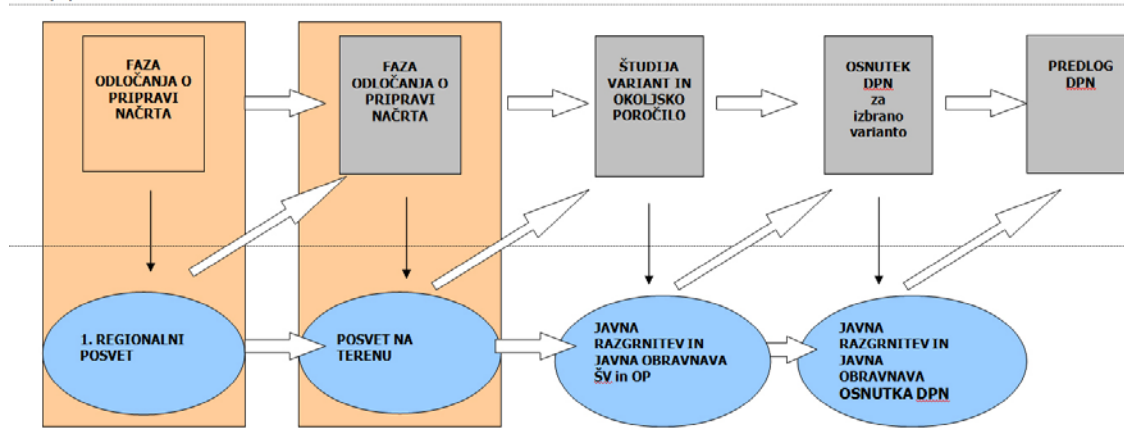 FAZA
ODLOČANJA O
PRIPRAVI
NAČRTA
FAZA
ODLOČANJA O
PRIPRAVI
NAČRTA
ŠTUDIJA
VARIANT IN
OKOLJSKO
POROČILO
OSNUTEK
DPN
za
izbrano
varianto
PREDLOG
DPN
1. REGIONALNI
POSVET
POSVET NA
TERENU
JAVNA
RAZGRNITEV IN
JAVNA OBRAVNAVA
ŠV in OP
JAVNA
RAZGRNITEV IN
JAVNA
OBRAVNAVA
OSNUTKA DPN